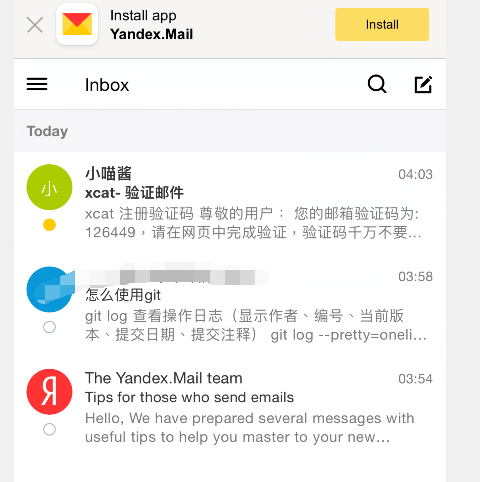 Install app
Yandex.Mail
Install
Inbox
Today
小
小喵酱
04:03
xcat- 验证邮件
xcat 注册验证码 尊敬的用户： 您的邮箱验证码为:
126449，请在网页中完成验证，验证码千万不要…
03:58
怎么使用git
git log 查看操作日志（显示作者、编号、当前版
本、提交日期、提交注释） git log --pretty=oneli…
Я
The Yandex.Mail team
03:54
Tips for those who send emails
Hello, We have prepared several messages with
useful tips to help you master to your new…